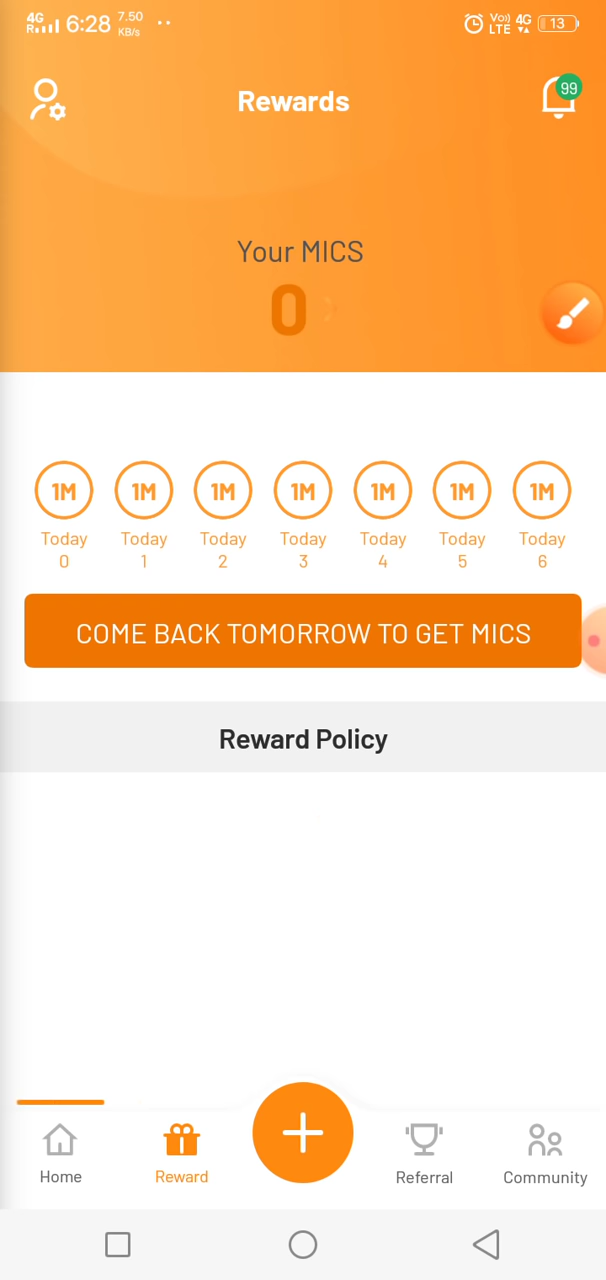 4G
R 6:28 7.50
KB/s
Vo)) LTE 4G 13
99
Rewards
Your MICS
0
1M 1M 1M 1M 1M 1M 1M
Today Today Today Today Today Today Today
0 1 2 3 4 5 6
COME BACK TOMORROW TO GET MICS
Reward Policy
Home Reward Referral Community